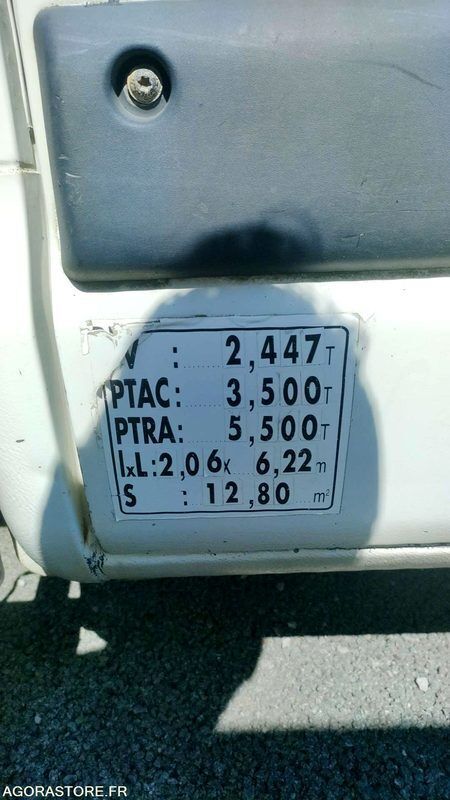 V : 2,447 T
PTAC: 3,500 T
PTRA: 5,500 T
lxL: 2,06 x 6,22 m
S : 12,80 m²
AGORASTORE.FR